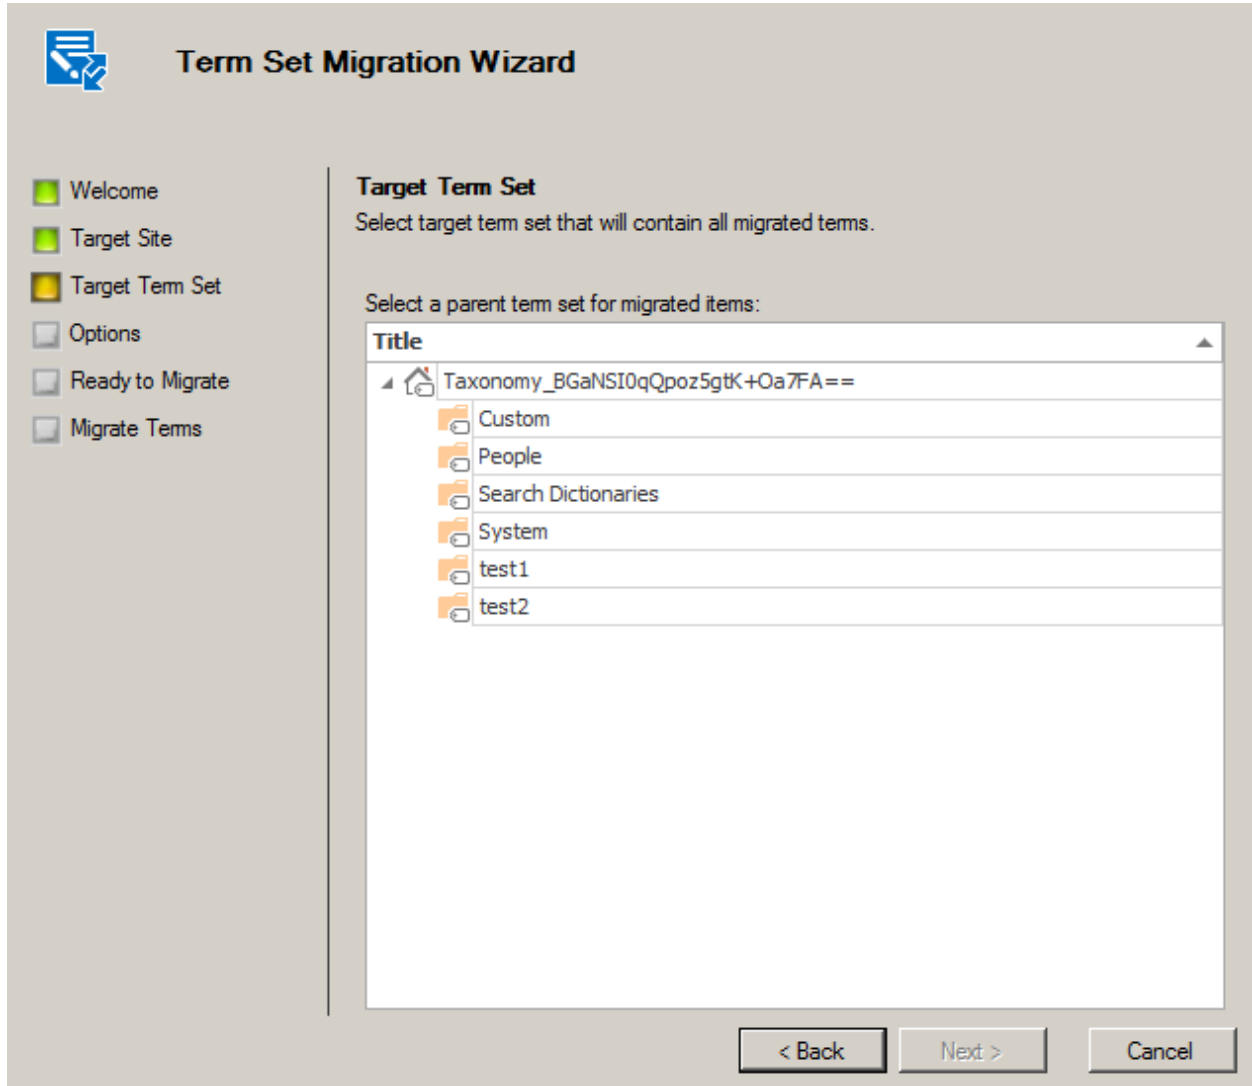 Term Set Migration Wizard
Welcome
Target Site
Target Term Set
Options
Ready to Migrate
Migrate Terms
Target Term Set
Select target term set that will contain all migrated terms.
Select a parent term set for migrated items:
Title
Taxonomy_BGaNSI0qQpoz5gtK+Oa7FA==
Custom
People
Search Dictionaries
System
test1
test2
< Back
Next >
Cancel